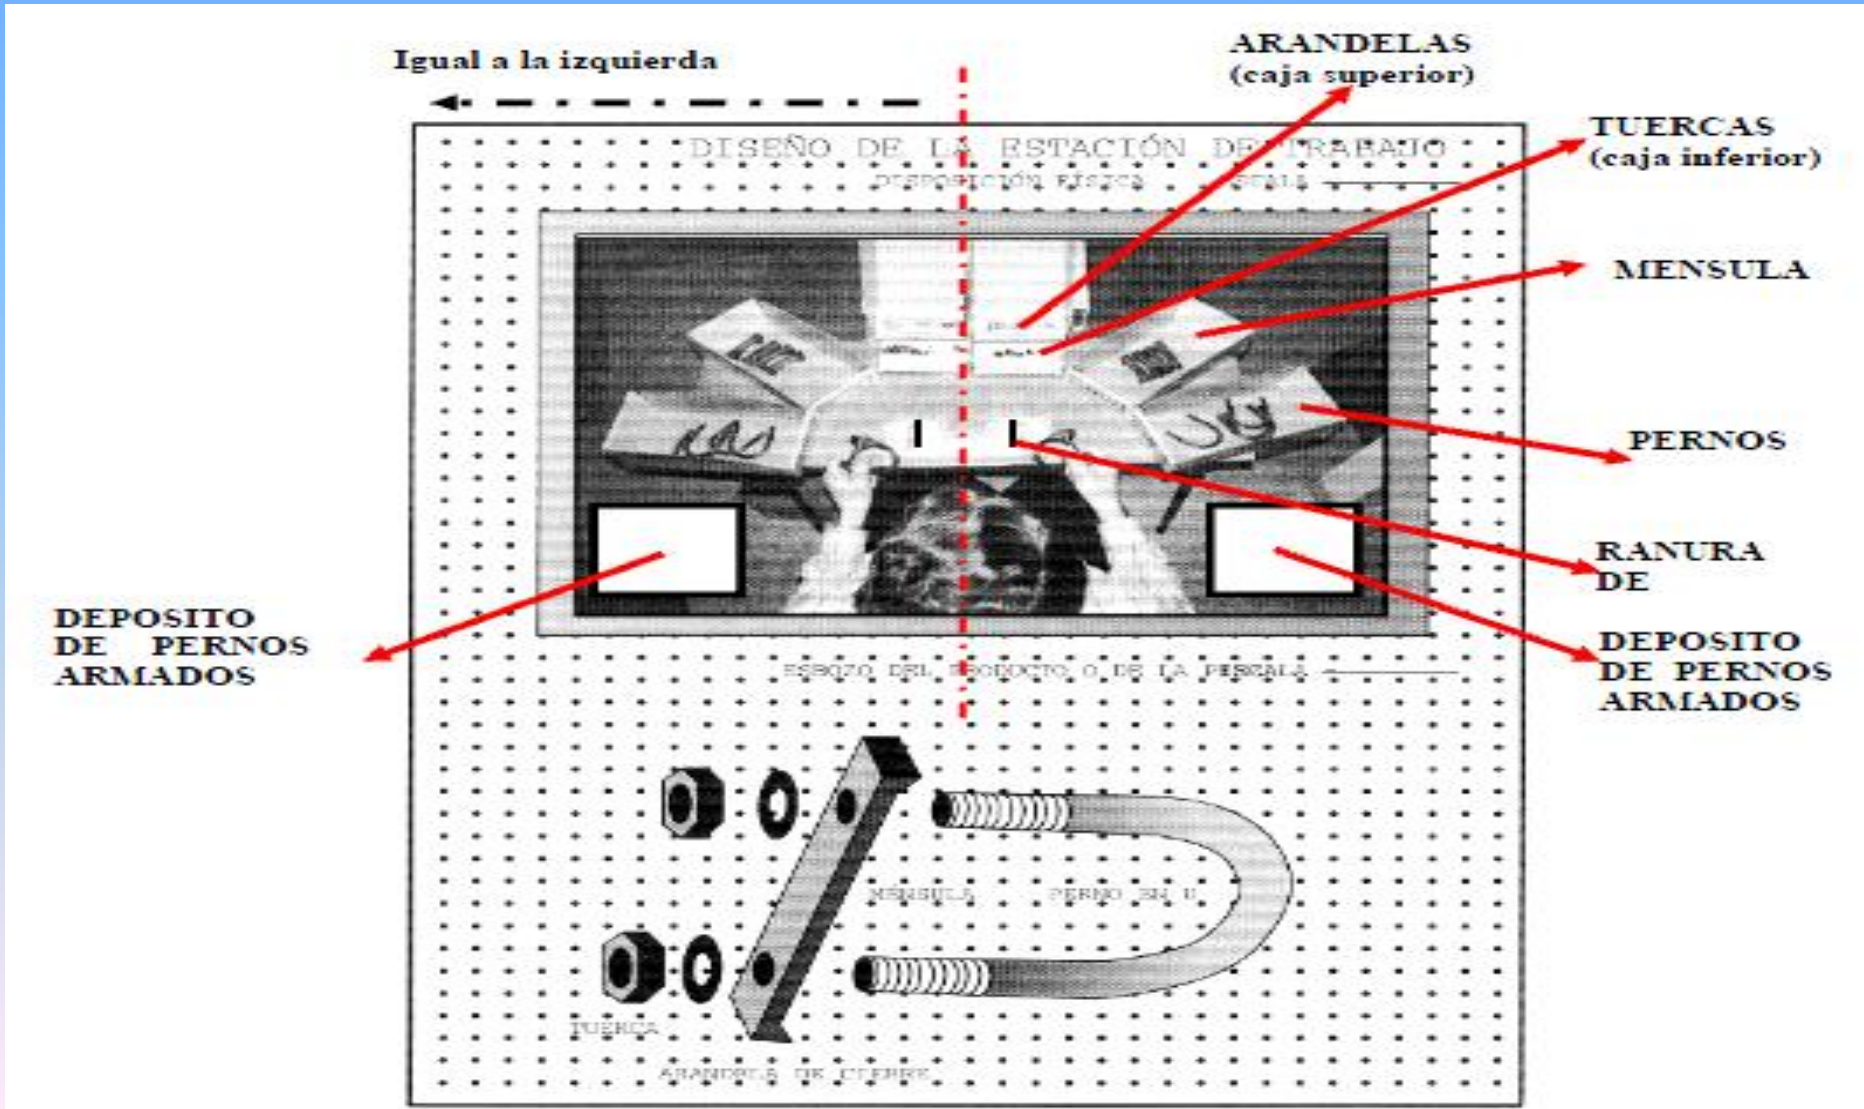 Igual a la izquierda
ARANDELAS
(caja superior)
TUERCAS
(caja inferior)
DISEÑO DE LA ESTACIÓN DE TRABAJO
DISPOSICIÓN FÍSICA
MENSULA
PERNOS
RANURA
DE
DEPOSITO
DE PERNOS
ARMADOS
DEPOSITO
DE PERNOS
ARMADOS
ESBOZO DEL PRODUCTO O DE LA
MÉNSULA
PERNO EN U
TUERCA
ARANDELA DE CIERRE